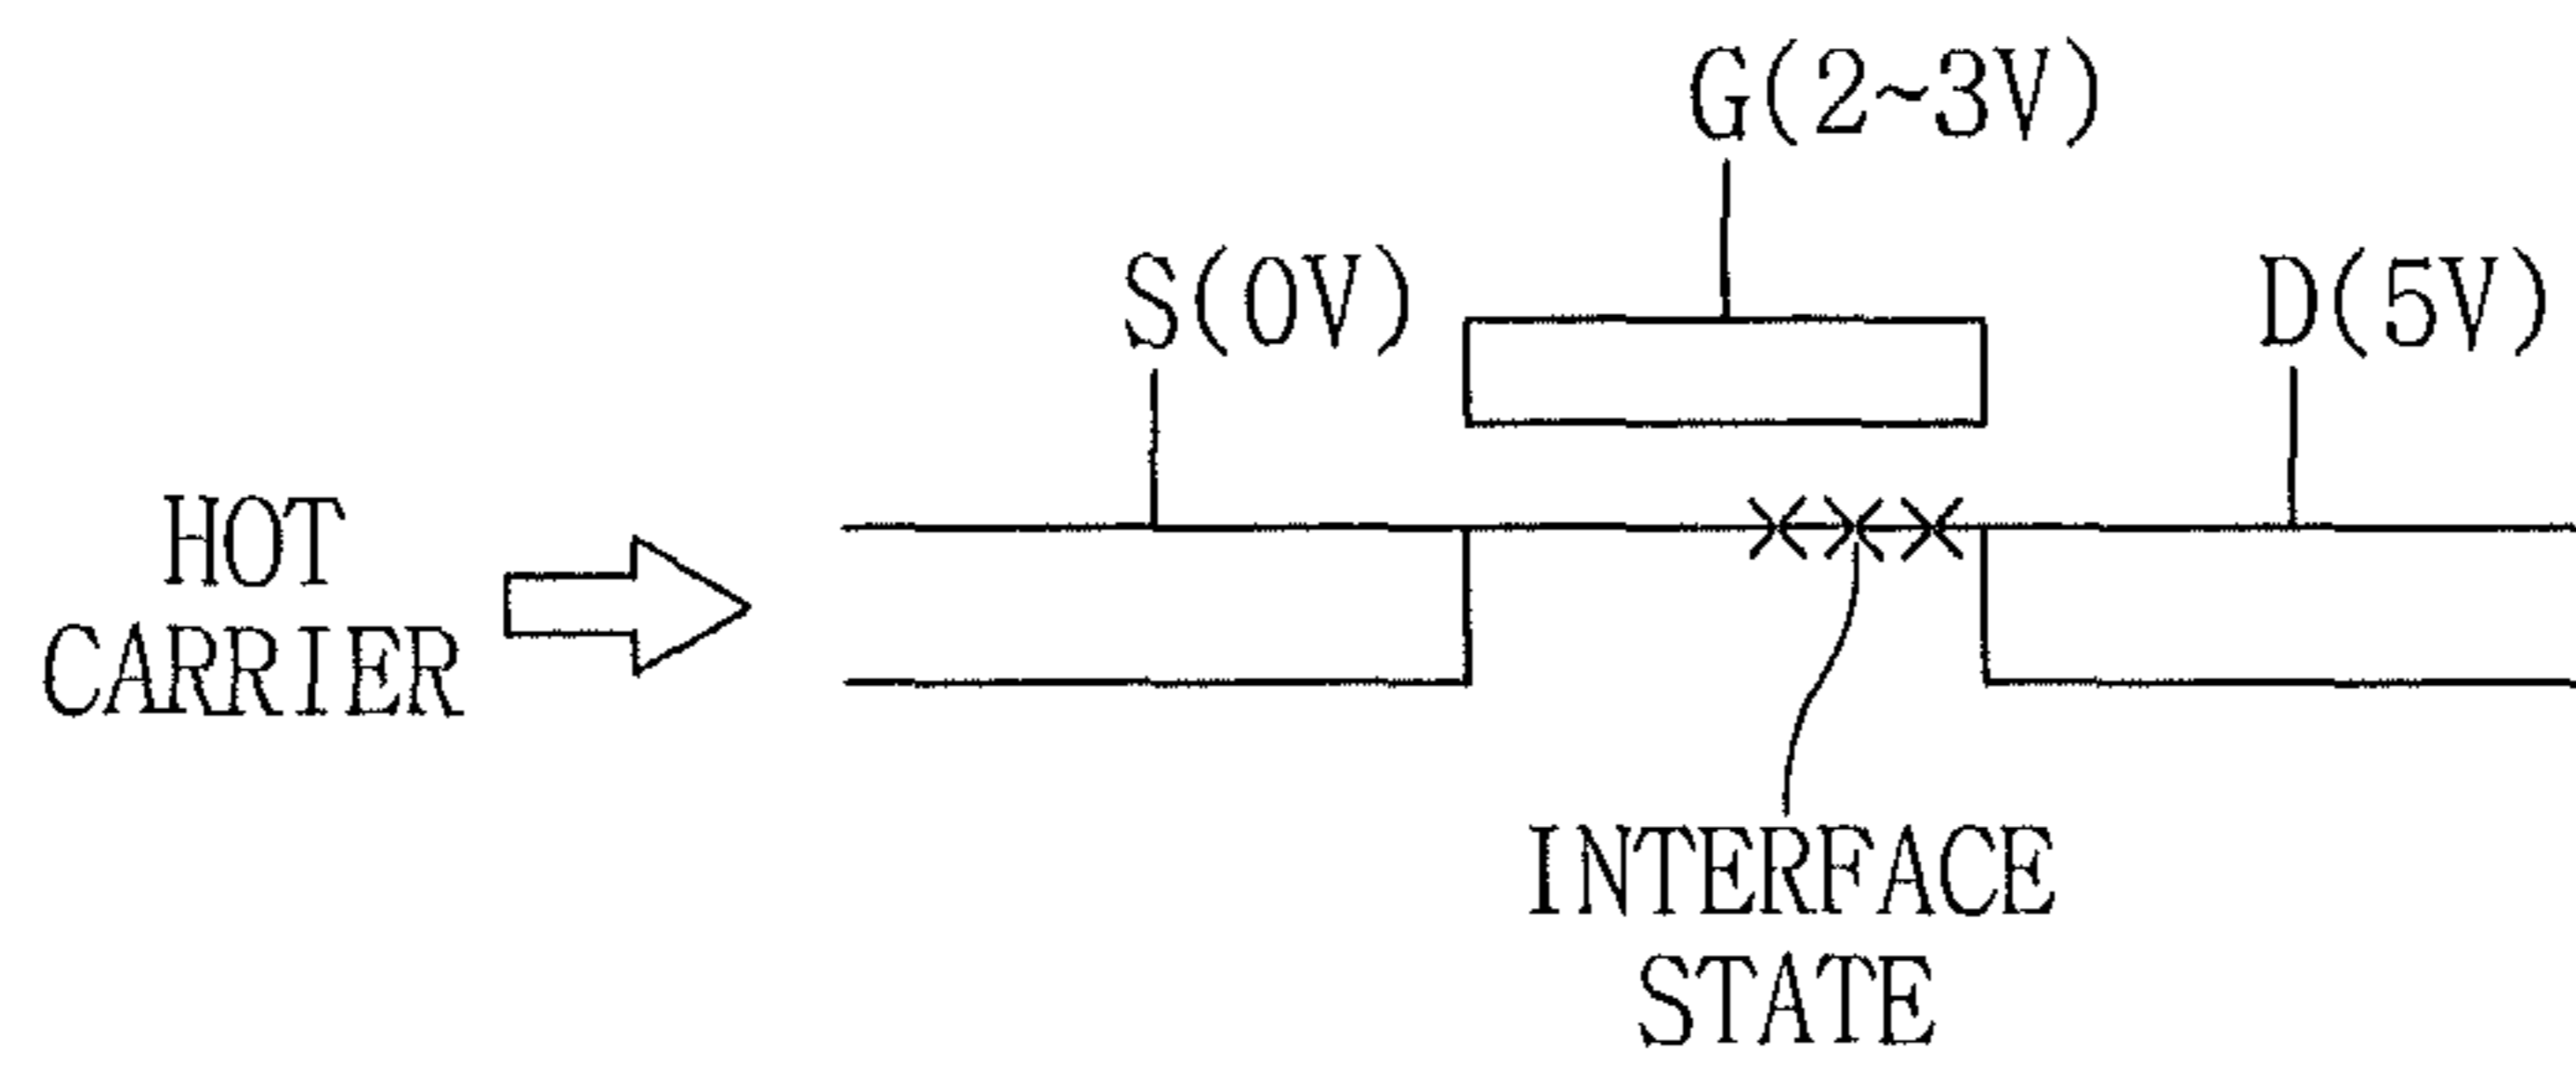 G(2~3V)
S(0V)
D(5V)
HOT
CARRIER
INTERFACE
STATE